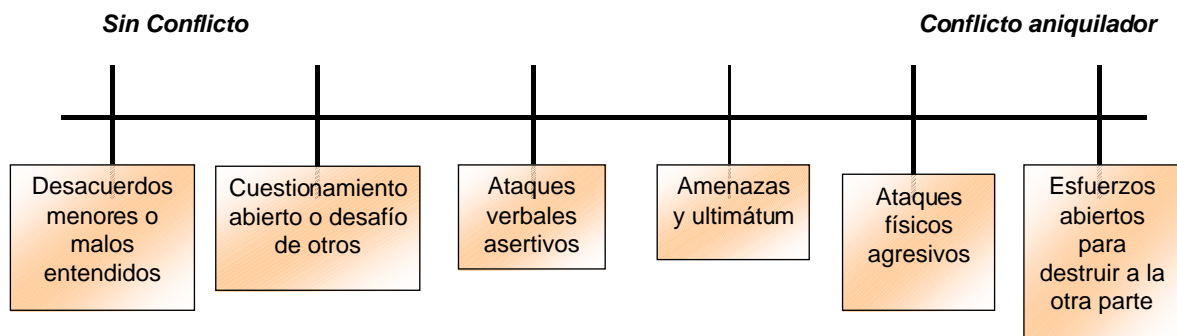 Sin Conflicto
Conflicto aniquilador
Desacuerdos
menores o
malos
entendidos
Cuestionamiento
abierto o desafío
de otros
Ataques
verbales
asertivos
Amenazas
y ultimátum
Ataques
físicos
agresivos
Esfuerzos
abiertos
para
destruir a la
otra parte